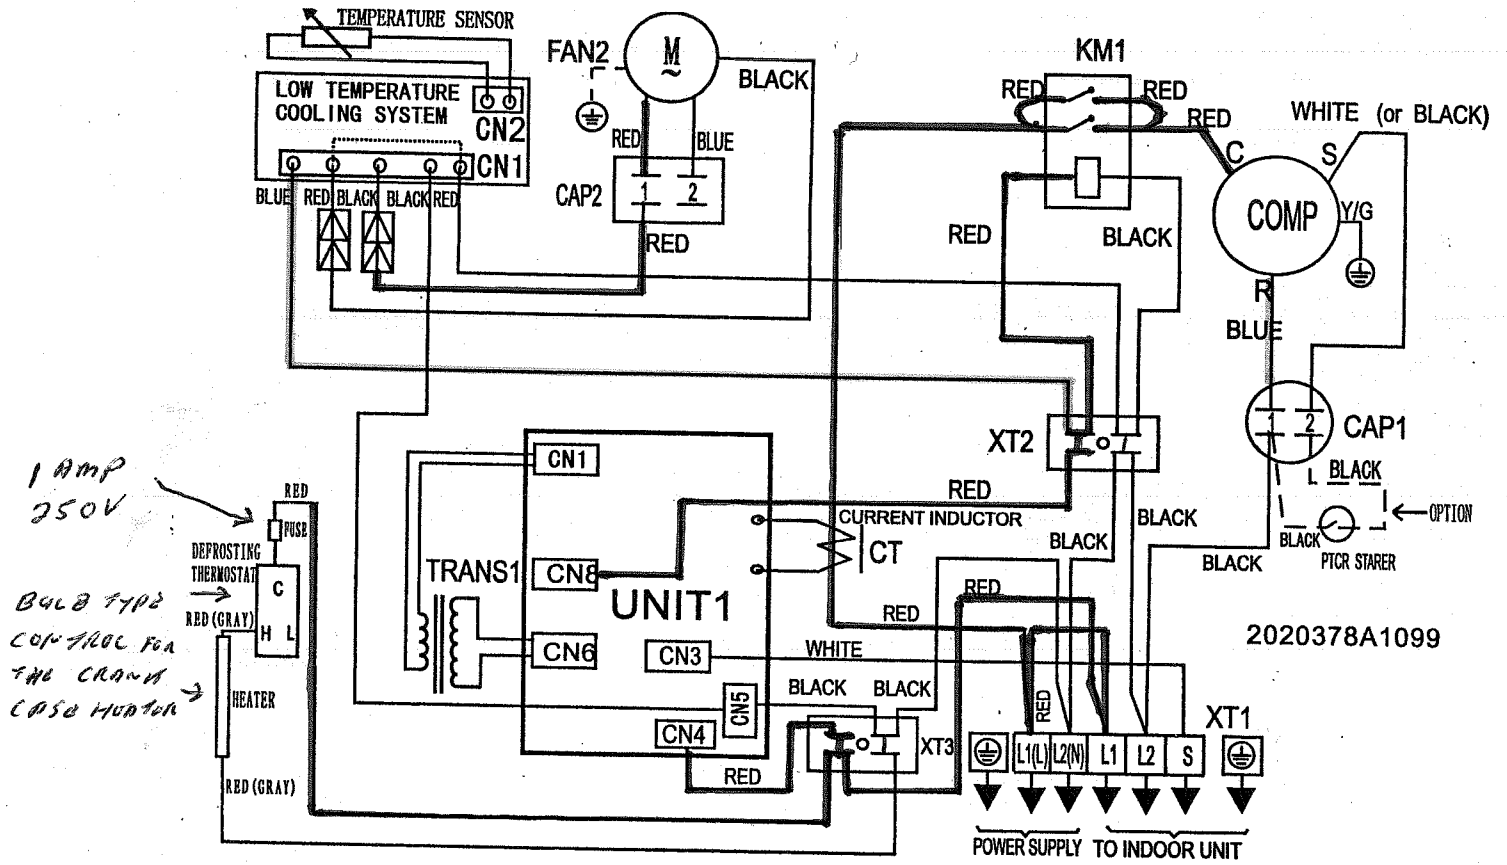 TEMPERATURE SENSOR
LOW TEMPERATURE
COOLING SYSTEM
CN2
CN1
BLUE RED BLACK BLACK RED
FAN2
M
~
BLACK
RED
BLUE
CAP2
1 2
RED
KM1
RED
RED
RED
RED
BLACK
WHITE (or BLACK)
C
S
COMP
Y/G
R
BLUE
1 2
CAP1
L
BLACK
OPTION
BLACK
PTCR STARER
XT2
RED
BLACK
BLACK
BLACK
CN1
CURRENT INDUCTOR
CT
TRANS1
CN8
UNIT1
CN6
CN3
CN5
CN4
WHITE
RED
RED
BLACK
BLACK
RED
XT3
2020378A1099
XT1
RED
L1(L) L2(N) L1 L2 S
POWER SUPPLY
TO INDOOR UNIT
1 AMP
250V
RED
FUSE
DEFROSTING
THERMOSTAT
C
H L
RED(GRAY)
BULB TYPE
CONTROL FOR
THE CRANK
CASE HEATER
HEATER
RED(GRAY)